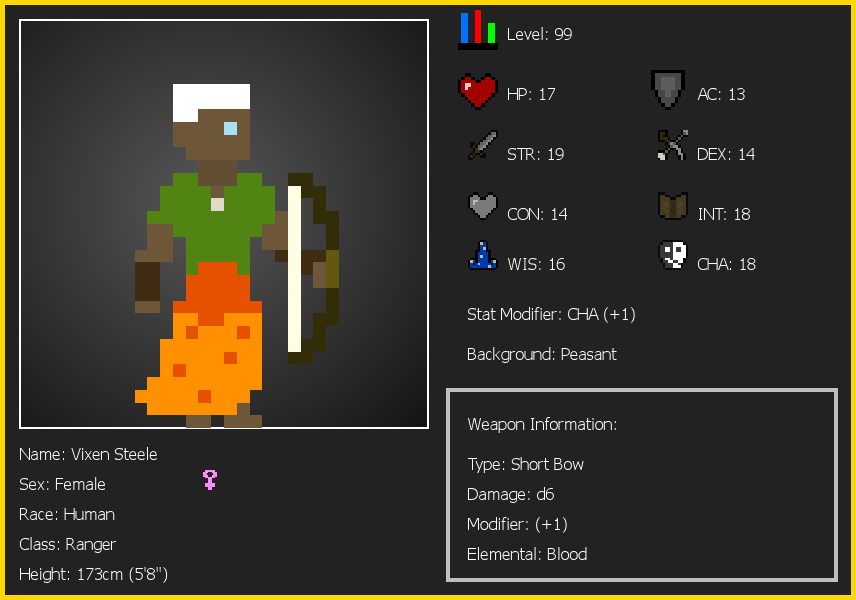 Level: 99
HP: 17
AC: 13
STR: 19
DEX: 14
CON: 14
INT: 18
WIS: 16
CHA: 18
Stat Modifier: CHA (+1)
Background: Peasant
Weapon Information:
Type: Short Bow
Damage: d6
Modifier: (+1)
Elemental: Blood
Name: Vixen Steele
Sex: Female
Race: Human
Class: Ranger
Height: 173cm (5'8")